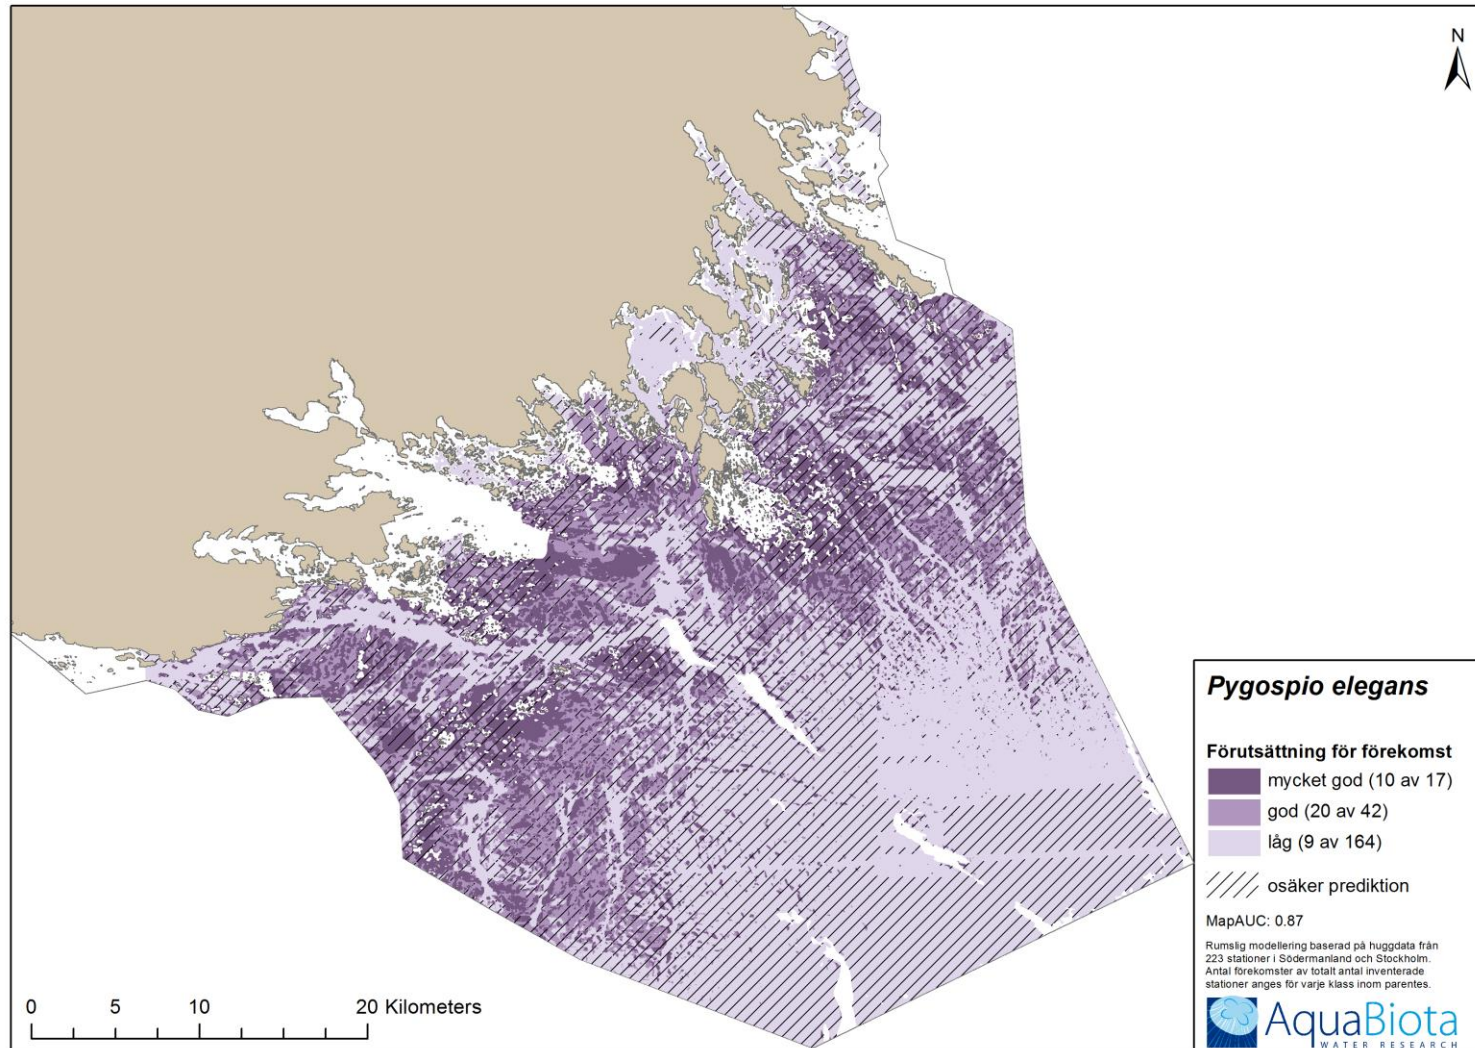 N
Pygospio elegans
Förutsättning för förekomst
mycket god (10 av 17)
god (20 av 42)
låg (9 av 164)
osäker prediktion
MapAUC: 0.87
Rumslig modellering baserad på huggdata från
223 stationer i Södermanland och Stockholm.
Antal förekomster av totalt antal inventerade
stationer anges för varje klass inom parentes.
AquaBiota
WATER RESEARCH
0 5 10 20 Kilometers